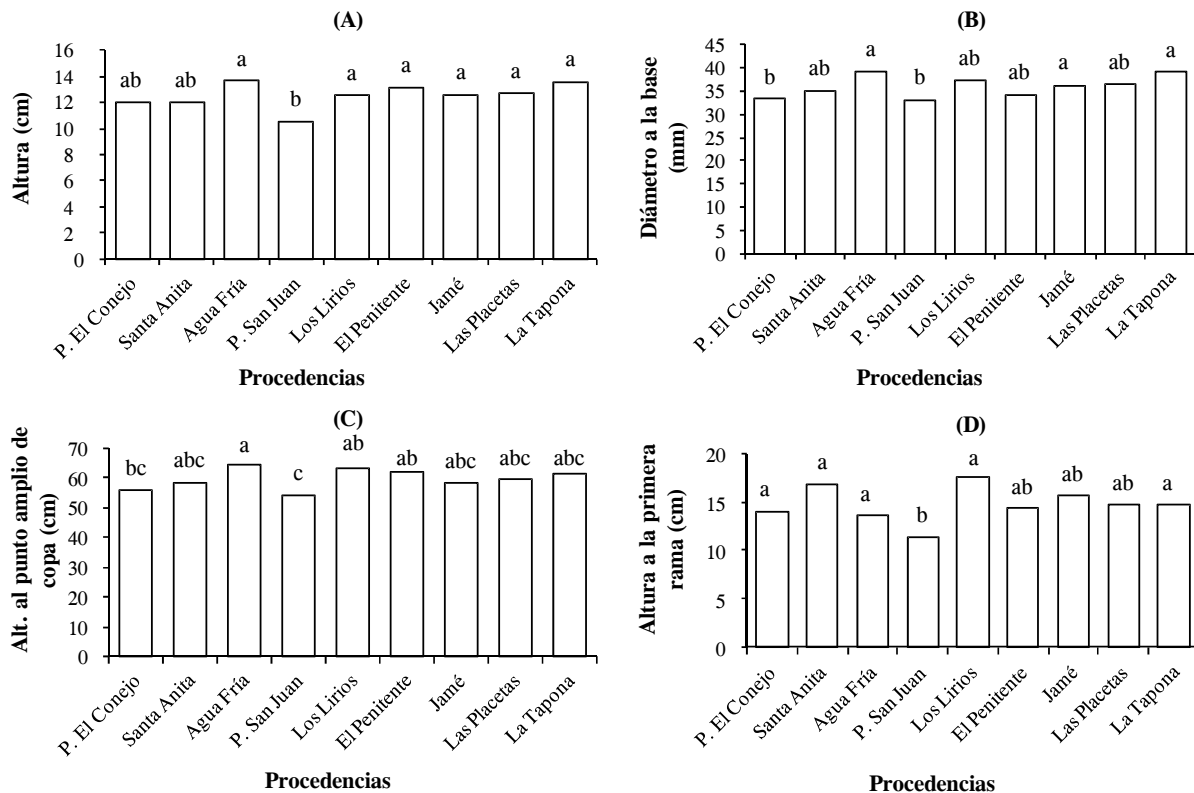 (A)
Altura (cm)
16
14
12
10
8
6
4
2
0
ab
ab
a
b
a
a
a
a
a
P. El Conejo
Santa Anita
Agua Fría
P. San Juan
Los Lirios
El Penitente
Jamé
Las Placetas
La Tapona
Procedencias
(B)
Diámetro a la base
(mm)
45
40
35
30
25
20
15
10
5
0
b
ab
a
b
ab
ab
a
ab
a
P. El Conejo
Santa Anita
Agua Fría
P. San Juan
Los Lirios
El Penitente
Jamé
Las Placetas
La Tapona
Procedencias
(C)
Alt. al punto amplio de
copa (cm)
70
60
50
40
30
20
10
0
bc
abc
a
c
ab
ab
abc
abc
abc
P. El Conejo
Santa Anita
Agua Fría
P. San Juan
Los Lirios
El Penitente
Jamé
Las Placetas
La Tapona
Procedencias
(D)
Altura a la primera
rama (cm)
20
15
10
5
0
a
a
a
b
a
ab
ab
ab
a
P. El Conejo
Santa Anita
Agua Fría
P. San Juan
Los Lirios
El Penitente
Jamé
Las Placetas
La Tapona
Procedencias